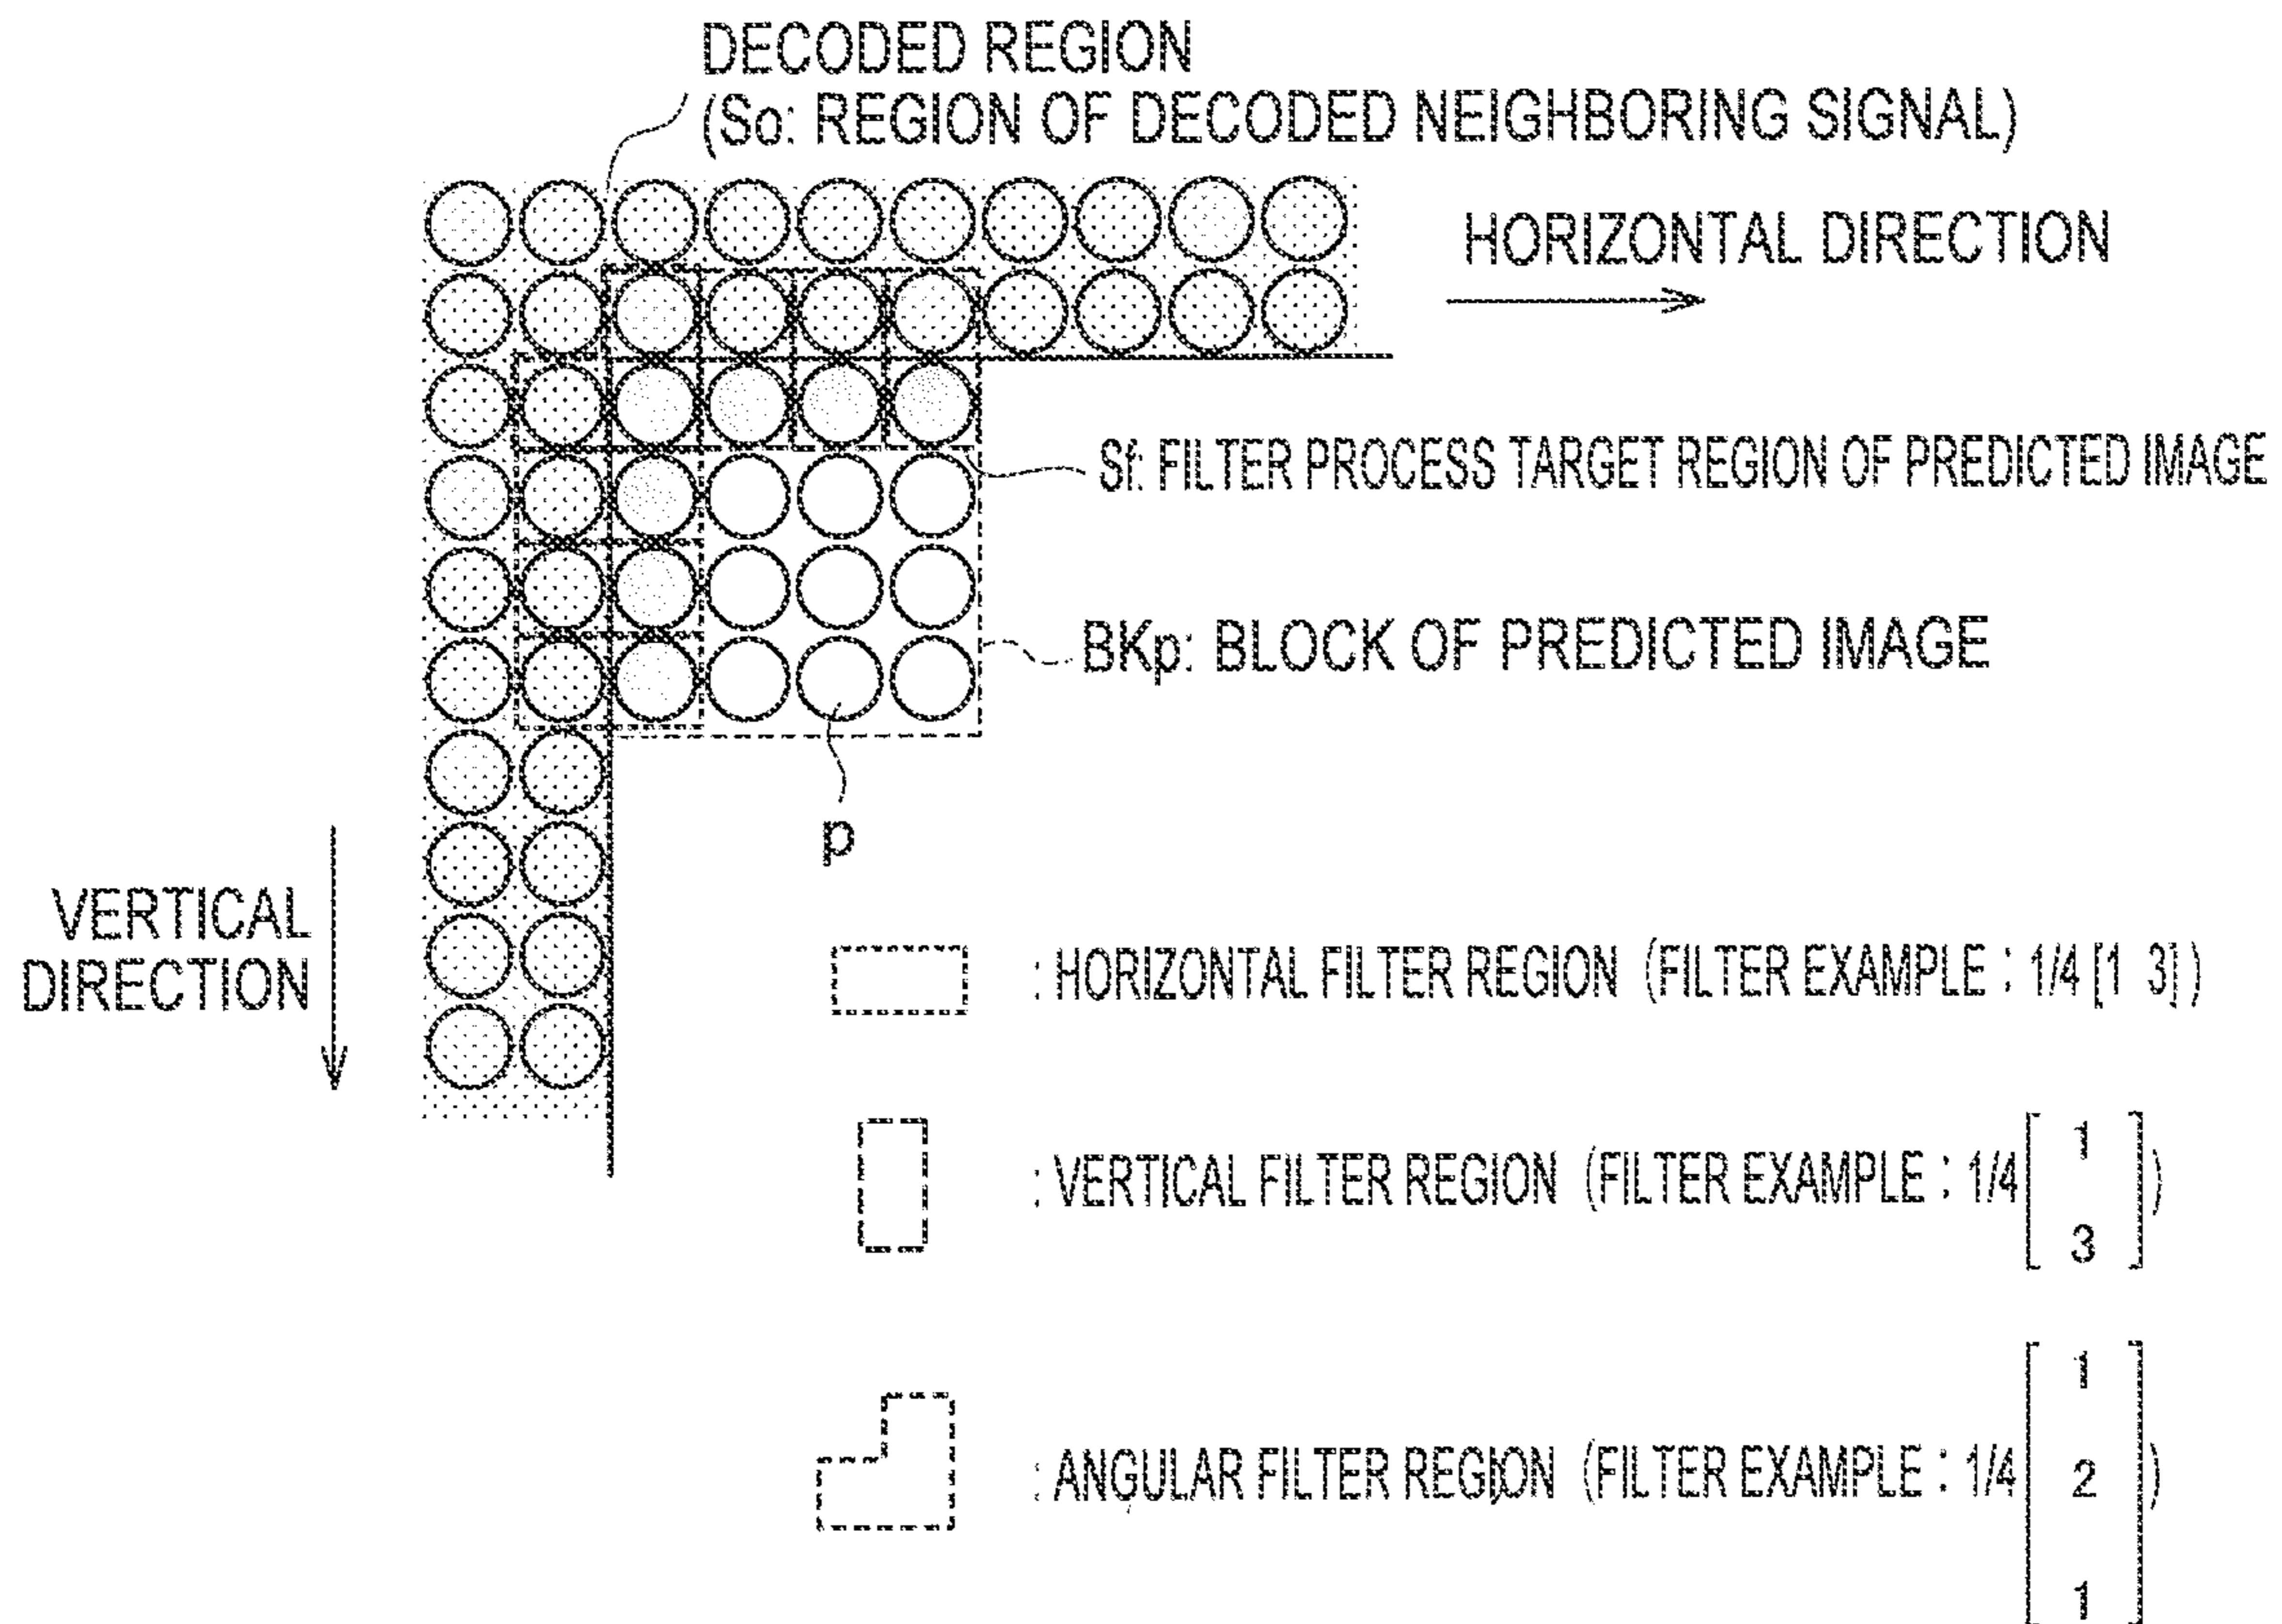 DECODED REGION
(So: REGION OF DECODED NEIGHBORING SIGNAL)
HORIZONTAL DIRECTION
Sf: FILTER PROCESS TARGET REGION OF PREDICTED IMAGE
BKp: BLOCK OF PREDICTED IMAGE
p
VERTICAL
DIRECTION
: HORIZONTAL FILTER REGION (FILTER EXAMPLE : 1/4 [1 3])
: VERTICAL FILTER REGION (FILTER EXAMPLE : 1/4 [1 3])
: ANGULAR FILTER REGION (FILTER EXAMPLE : 1/4 [1 2 1])